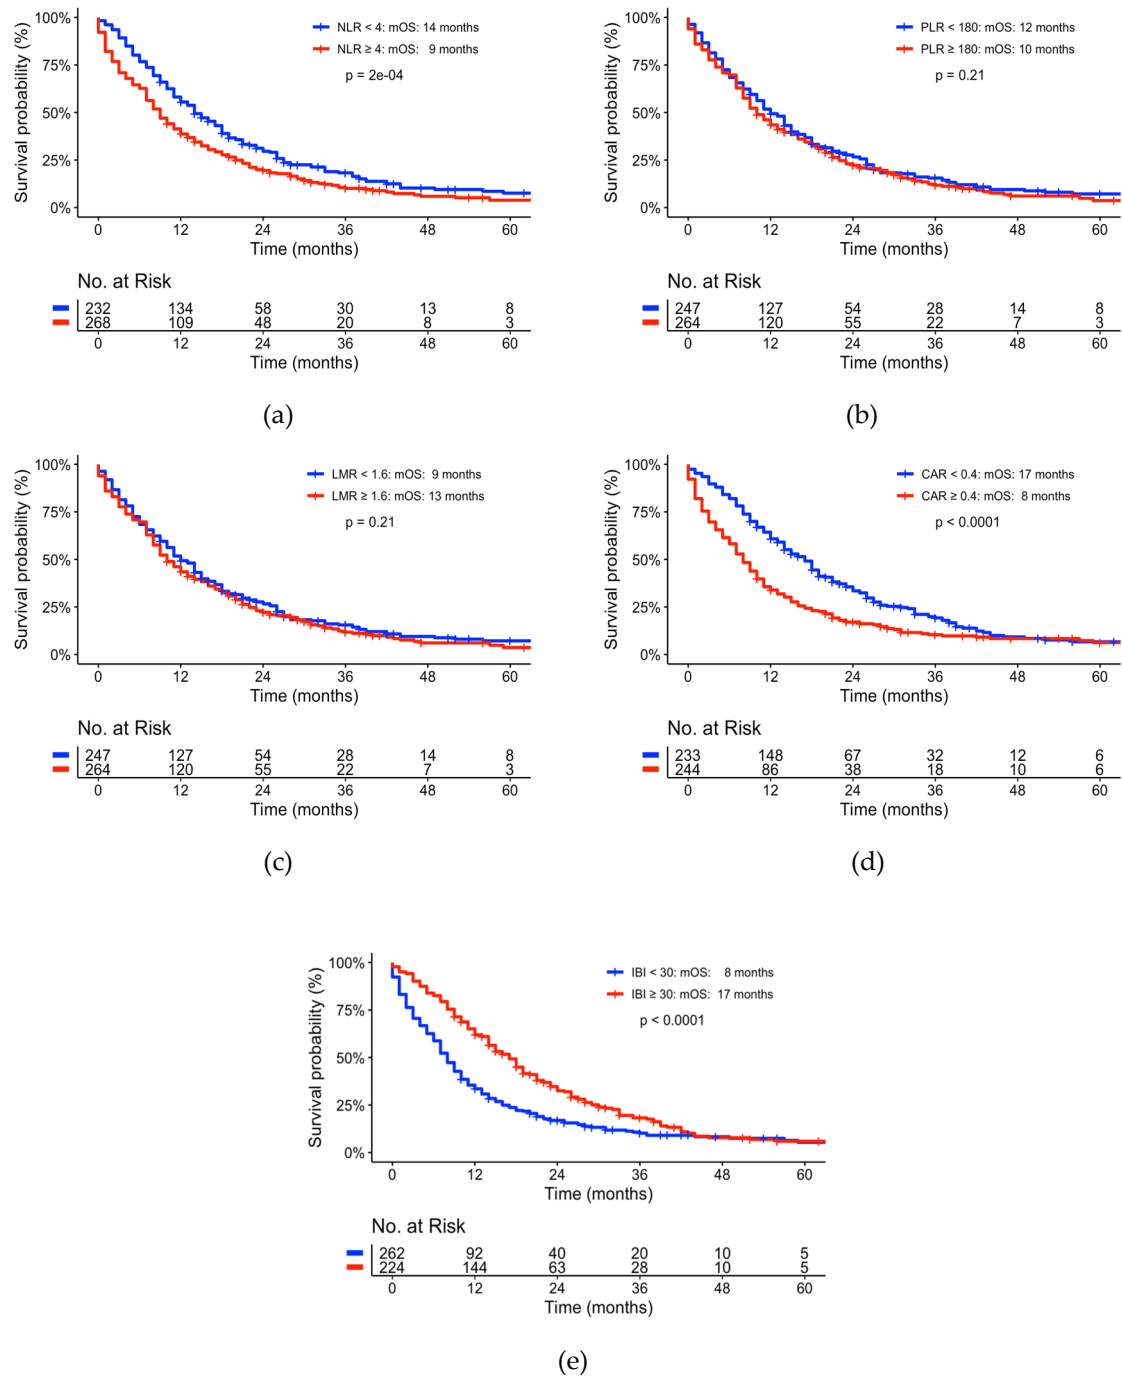 Survival probability (%)
100%
75%
50%
25%
0%
NLR < 4: mOS: 14 months
NLR ≥ 4: mOS: 9 months
p = 2e-04
0 12 24 36 48 60
Time (months)
No. at Risk
232 134 58 30 13 8
268 109 48 20 8 3
0 12 24 36 48 60
Time (months)
(a)
Survival probability (%)
100%
75%
50%
25%
0%
PLR < 180: mOS: 12 months
PLR ≥ 180: mOS: 10 months
p = 0.21
0 12 24 36 48 60
Time (months)
No. at Risk
247 127 54 28 14 8
264 120 55 22 7 3
0 12 24 36 48 60
Time (months)
(b)
Survival probability (%)
100%
75%
50%
25%
0%
LMR < 1.6: mOS: 9 months
LMR ≥ 1.6: mOS: 13 months
p = 0.21
0 12 24 36 48 60
Time (months)
No. at Risk
247 127 54 28 14 8
264 120 55 22 7 3
0 12 24 36 48 60
Time (months)
(c)
Survival probability (%)
100%
75%
50%
25%
0%
CAR < 0.4: mOS: 17 months
CAR ≥ 0.4: mOS: 8 months
p < 0.0001
0 12 24 36 48 60
Time (months)
No. at Risk
233 148 67 32 12 6
244 86 38 18 10 6
0 12 24 36 48 60
Time (months)
(d)
Survival probability (%)
100%
75%
50%
25%
0%
IBI < 30: mOS: 8 months
IBI ≥ 30: mOS: 17 months
p < 0.0001
0 12 24 36 48 60
Time (months)
No. at Risk
262 92 40 20 10 5
224 144 63 28 10 5
0 12 24 36 48 60
Time (months)
(e)